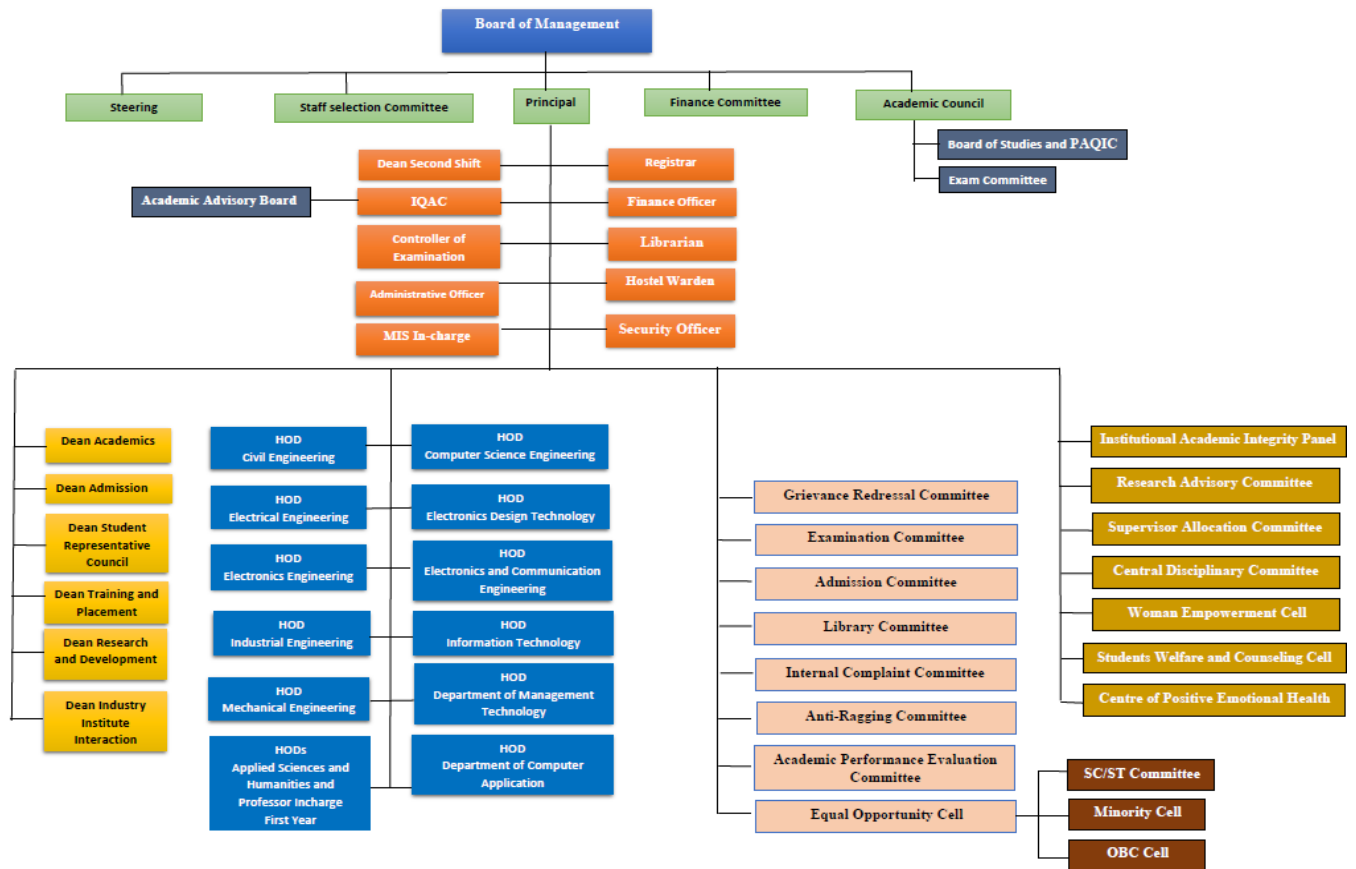 Board of Management
Steering
Staff selection Committee
Principal
Finance Committee
Academic Council
Board of Studies and PAQIC
Exam Committee
Dean Second Shift
Registrar
Academic Advisory Board
IQAC
Finance Officer
Controller of
Examination
Librarian
Administrative Officer
Hostel Warden
MIS In-charge
Security Officer
Dean Academics
Dean Admission
Dean Student
Representative
Council
Dean Training and
Placement
Dean Research
and Development
Dean Industry
Institute
Interaction
HOD
Civil Engineering
HOD
Computer Science Engineering
HOD
Electrical Engineering
HOD
Electronics Design Technology
HOD
Electronics Engineering
HOD
Electronics and Communication
Engineering
HOD
Industrial Engineering
HOD
Information Technology
HOD
Mechanical Engineering
HOD
Department of Management
Technology
HODs
Applied Sciences and
Humanities and
Professor Incharge
First Year
HOD
Department of Computer
Application
Grievance Redressal Committee
Examination Committee
Admission Committee
Library Committee
Internal Complaint Committee
Anti-Ragging Committee
Academic Performance Evaluation
Committee
Equal Opportunity Cell
Institutional Academic Integrity Panel
Research Advisory Committee
Supervisor Allocation Committee
Central Disciplinary Committee
Woman Empowerment Cell
Students Welfare and Counseling Cell
Centre of Positive Emotional Health
SC/ST Committee
Minority Cell
OBC Cell